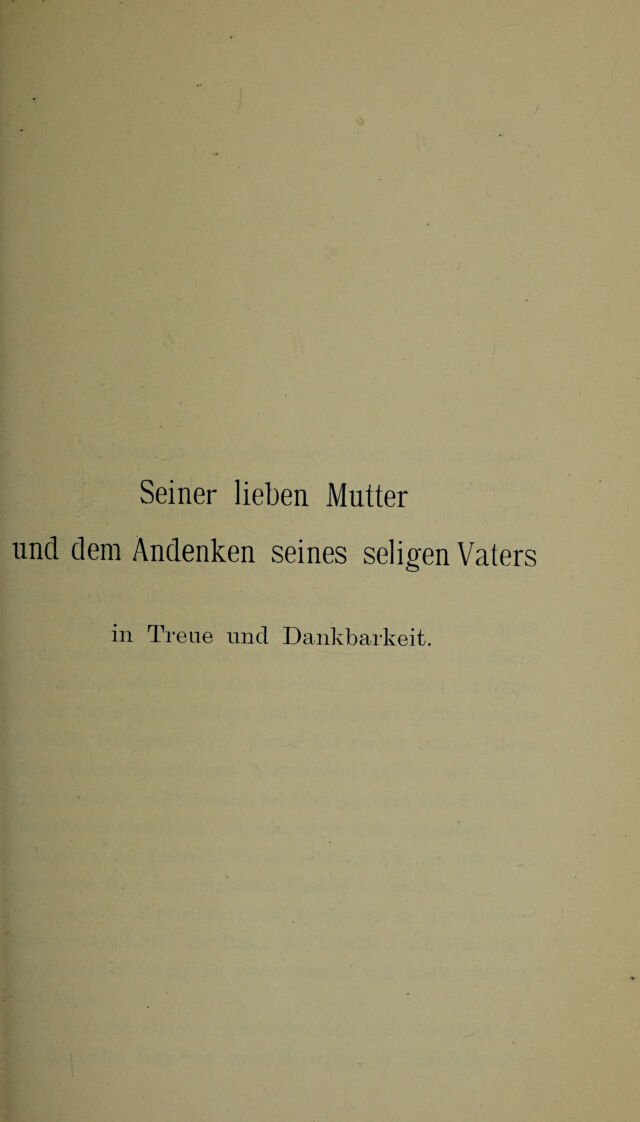 Seiner lieben Mutter
und dem Andenken seines seligen Vaters
in Treue und Dankbarkeit.